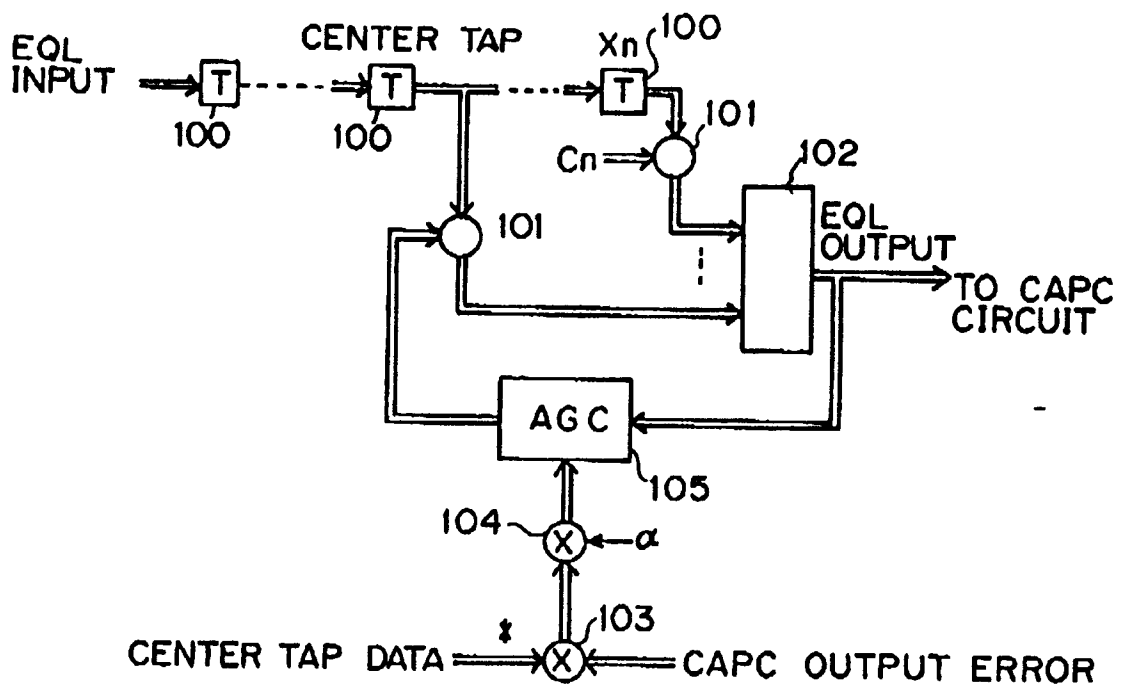 CENTER TAP
Xn
100
EQL
INPUT
T
T
T
100
100
101
Cn
102
101
EQL
OUTPUT
TO CAPC
CIRCUIT
AGC
105
104
X
α
*
103
CENTER TAP DATA
X
CAPC OUTPUT ERROR